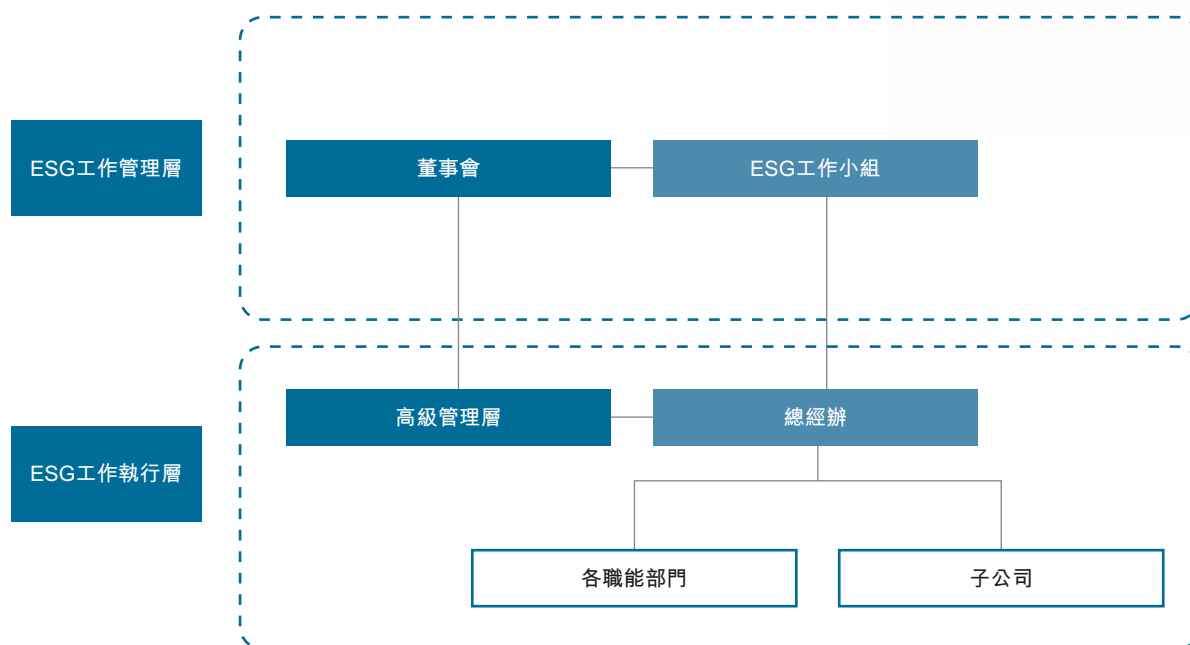 ESG工作管理層
董事會
ESG工作小組
ESG工作執行層
高級管理層
總經辦
各職能部門
子公司